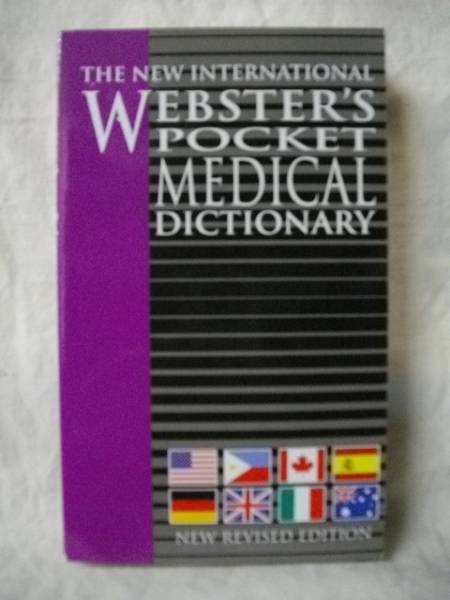 THE NEW INTERNATIONAL
WEBSTER'S
POCKET
MEDICAL
DICTIONARY
NEW REVISED EDITION